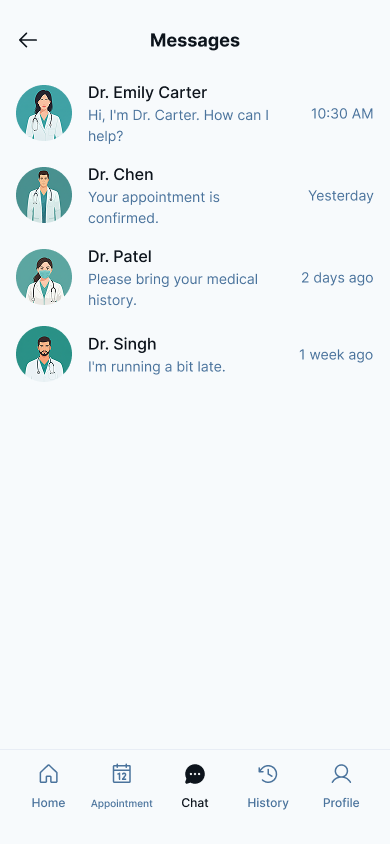 Messages
Dr. Emily Carter
Hi, I'm Dr. Carter. How can I
help?
10:30 AM
Dr. Chen
Your appointment is
confirmed.
Yesterday
Dr. Patel
Please bring your medical
history.
2 days ago
Dr. Singh
I'm running a bit late.
1 week ago
12
Home
Appointment
Chat
History
Profile